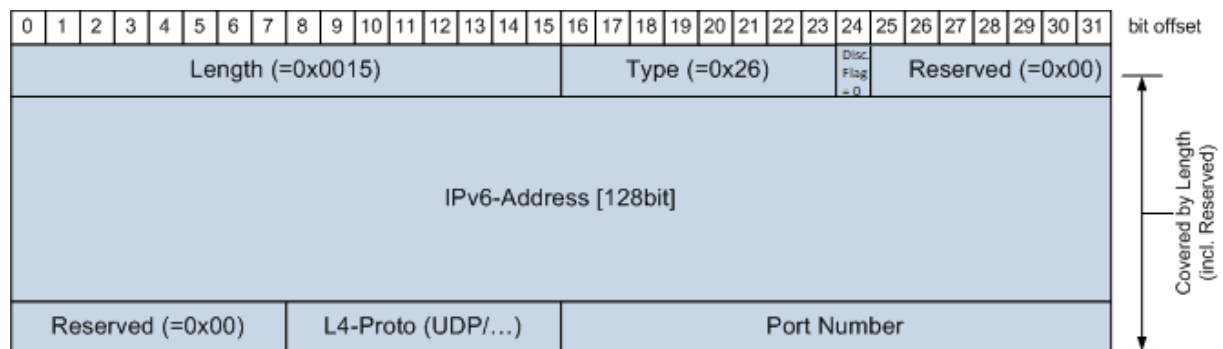 0 1 2 3 4 5 6 7 8 9 10 11 12 13 14 15 16 17 18 19 20 21 22 23 24 25 26 27 28 29 30 31 bit offset
Length (=0x0015) Type (=0x26) Disc. Flag = 0 Reserved (=0x00)
IPv6-Address [128bit]
Reserved (=0x00) L4-Proto (UDP/…) Port Number
Covered by Length
(incl. Reserved)